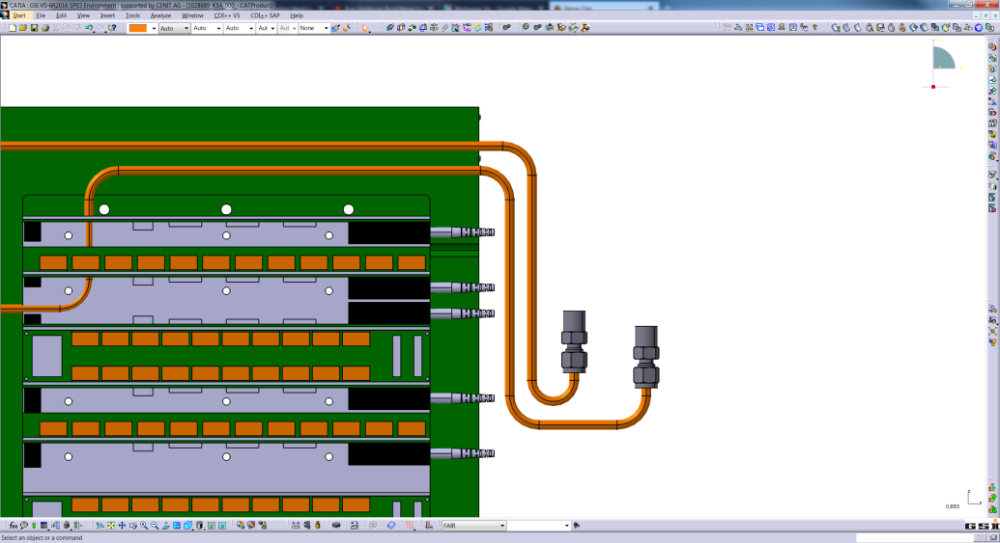 CATIA : GSI V5-6R2016 SP03 Environment : supported by CENIT AG - [1028889_KSA_000_-.CATProduct]
Start File Edit View Insert Tools Analyze Window CDI++ V5 CDI++ SAP Help
Auto Auto Auto Aut Aut None
z
y
0,883
FAIR
GSI
Select an object or a command